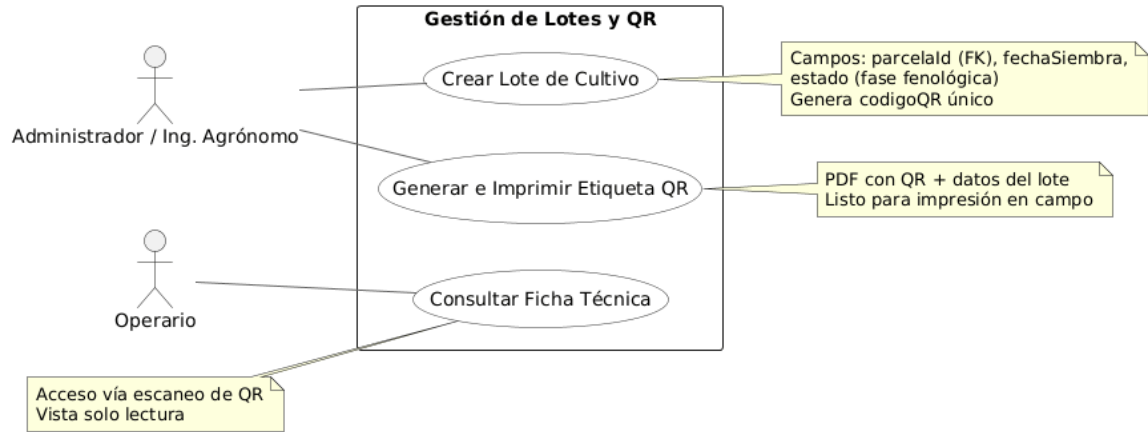 Gestión de Lotes y QR
Crear Lote de Cultivo
Campos: parcelaId (FK), fechaSiembra,
estado (fase fenológica)
Genera codigoQR único
Administrador / Ing. Agrónomo
Generar e Imprimir Etiqueta QR
PDF con QR + datos del lote
Listo para impresión en campo
Operario
Consultar Ficha Técnica
Acceso vía escaneo de QR
Vista solo lectura